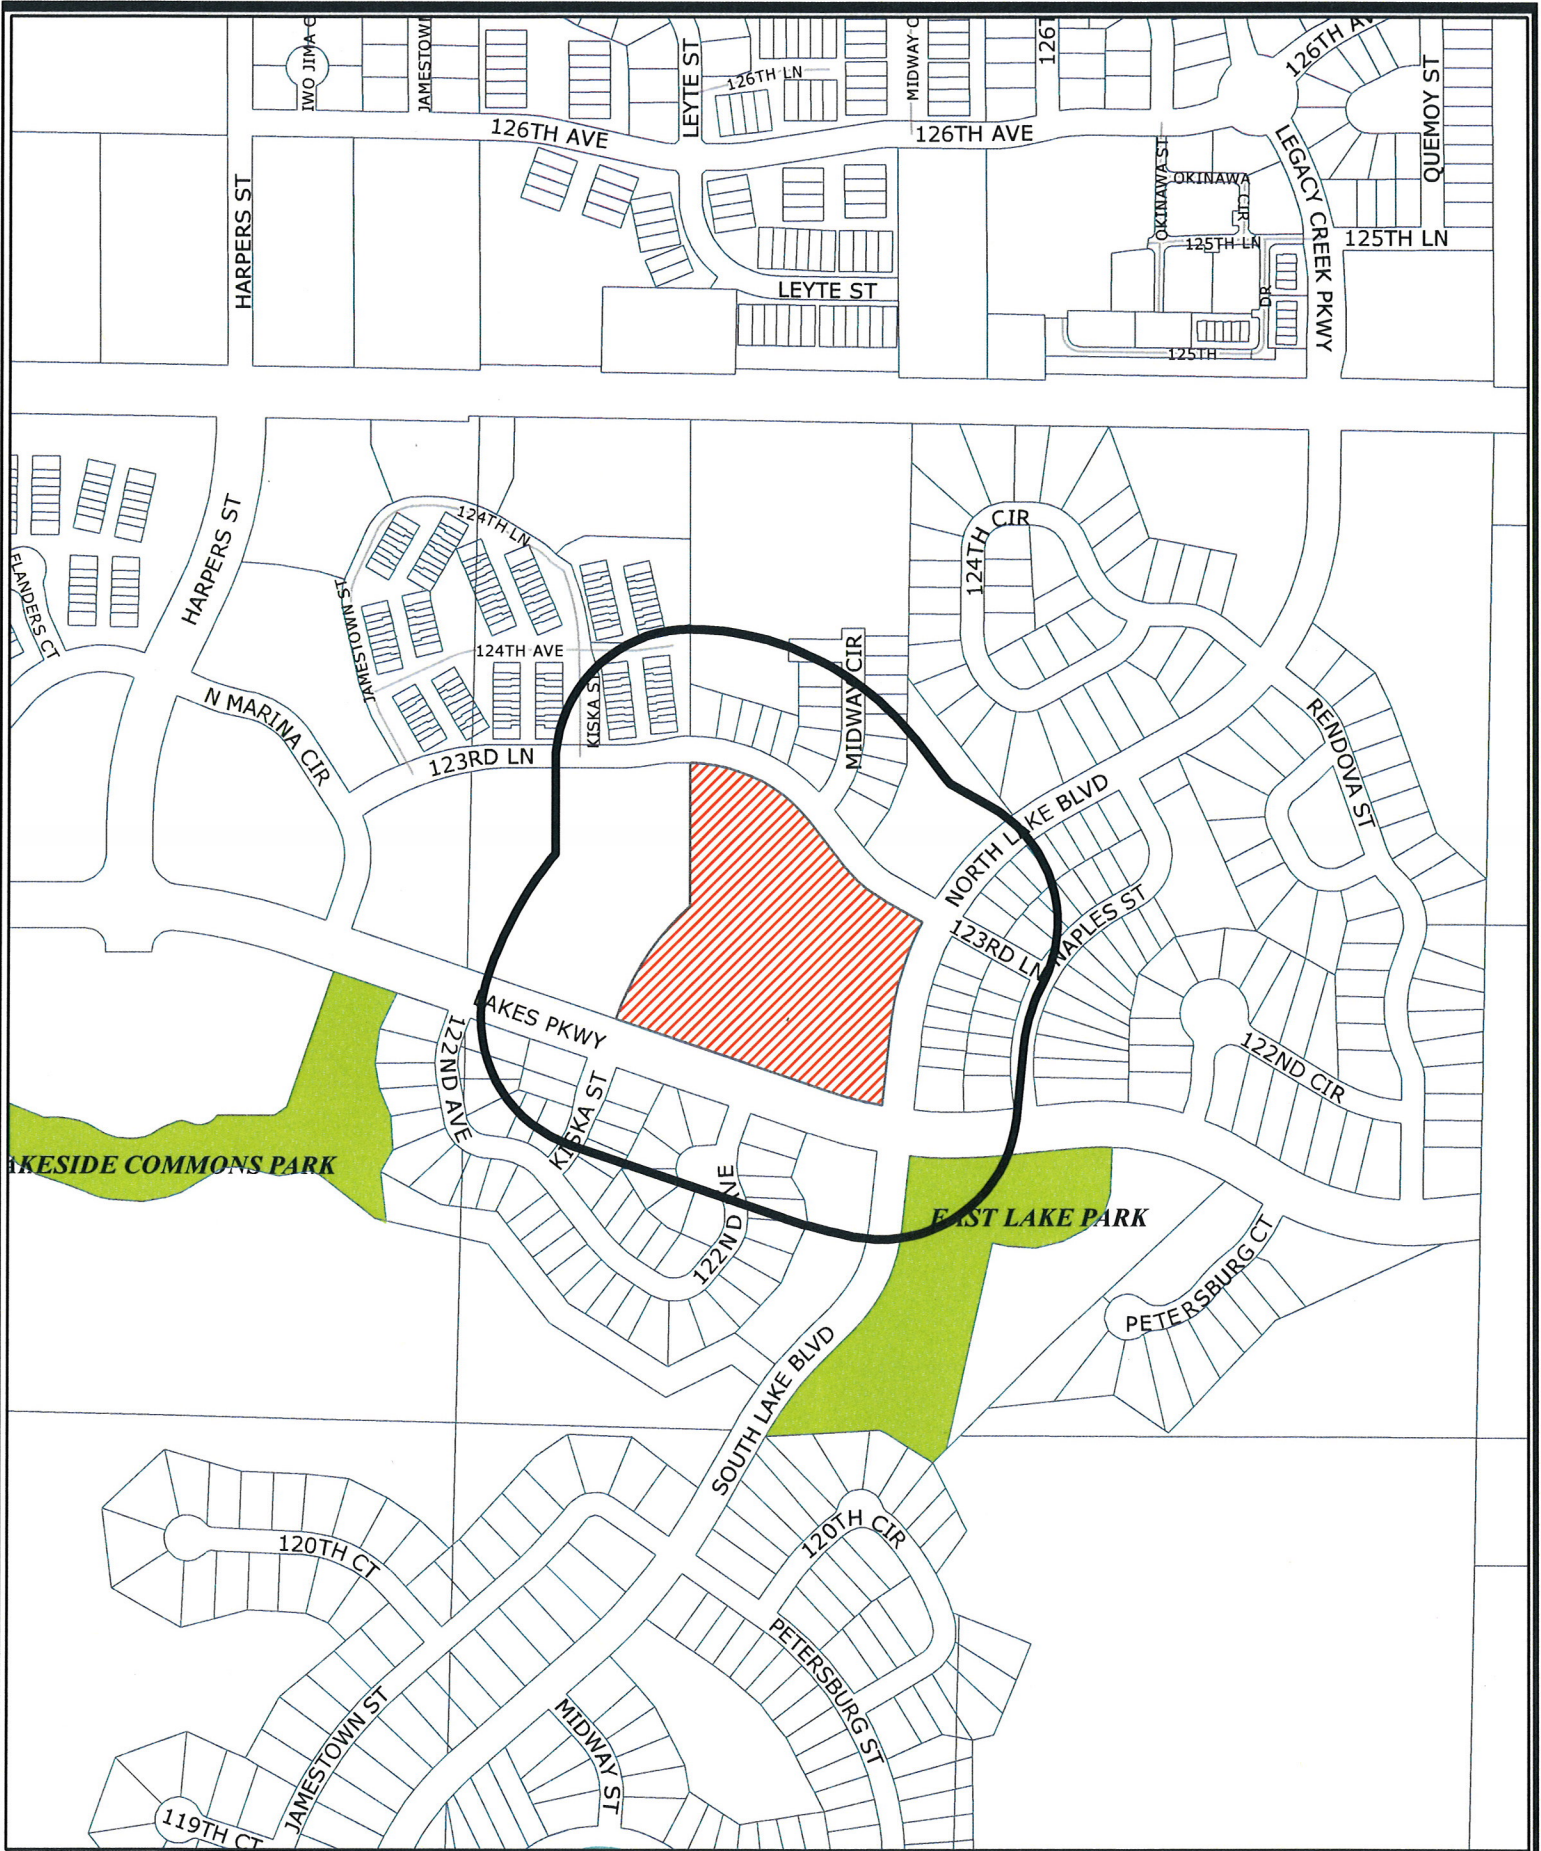 IWO JIMA C
JAMESTOWN
LEYTE ST
126TH LN
MIDWAY C
126T
126TH AV
QUEMOY ST
126TH AVE
126TH AVE
LEGACY CREEK PKWY
HARPERS ST
OKINAWA ST
OKINAWA
CIR
125TH LN
125TH LN
LEYTE ST
DR
125TH
HARPERS ST
124TH LN
124TH
CIR
FLANDERS CT
JAMESTOWN ST
124TH AVE
KISKA ST
MIDWAY CIR
N MARINA CIR
123RD LN
RENDOVA ST
NORTH LAKE BLVD
NAPLES ST
123RD LN
LAKES PKWY
122ND AVE
KISKA ST
122ND CIR
AKESIDE COMMONS PARK
122ND AVE
EAST LAKE PARK
PETERSBURG CT
SOUTH LAKE BLVD
120TH CT
120TH CIR
PETERSBURG ST
JAMESTOWN ST
MIDWAY ST
119TH CT